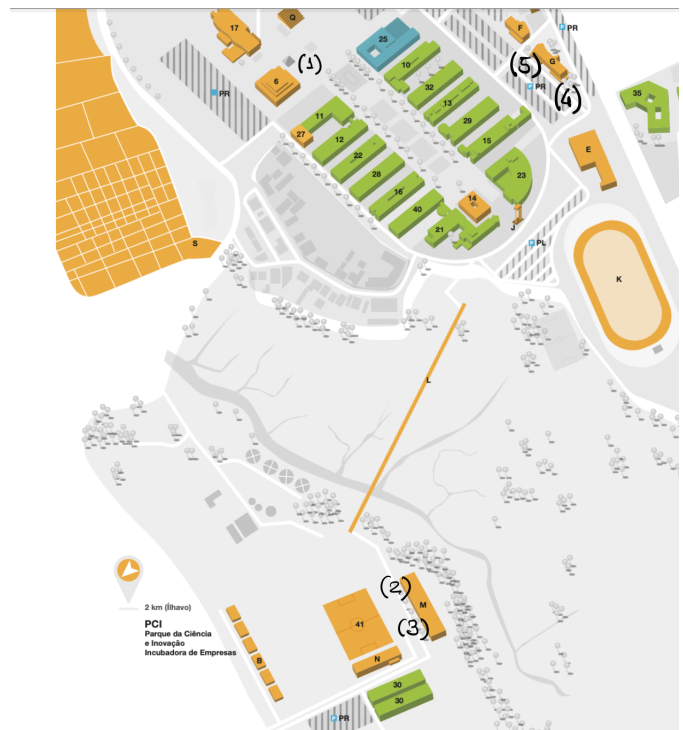 17
Q
25
F
PR
(1)
10
(5)
G
PR
6
32
(4)
35
PR
13
11
29
27
12
15
E
22
23
28
16
14
40
J
21
PL
S
K
L
2 km (Ílhavo)
PCI
Parque da Ciência
e Inovação
Incubadora de Empresas
(2)
M
41
(3)
B
N
30
30
PR